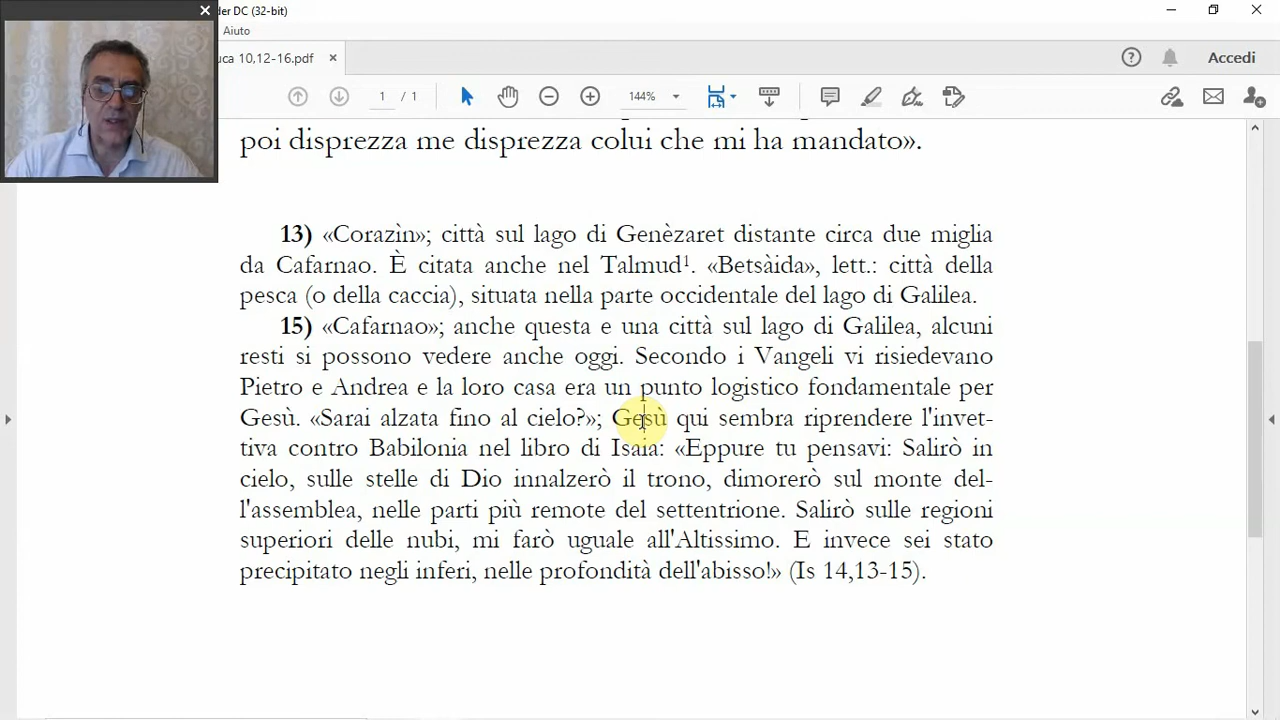 der DC (32-bit)
Aiuto
uca 10,12-16.pdf
Accedi
1 / 1
144%
poi disprezza me disprezza colui che mi ha mandato».
13) «Corazìn»; città sul lago di Genèzaret distante circa due miglia
da Cafarnao. È citata anche nel Talmud¹. «Betsàida», lett.: città della
pesca (o della caccia), situata nella parte occidentale del lago di Galilea.
15) «Cafarnao»; anche questa e una città sul lago di Galilea, alcuni
resti si possono vedere anche oggi. Secondo i Vangeli vi risiedevano
Pietro e Andrea e la loro casa era un punto logistico fondamentale per
Gesù. «Sarai alzata fino al cielo?»; Gesù qui sembra riprendere l'invet-
tiva contro Babilonia nel libro di Isaia: «Eppure tu pensavi: Salirò in
cielo, sulle stelle di Dio innalzerò il trono, dimorerò sul monte del-
l'assemblea, nelle parti più remote del settentrione. Salirò sulle regioni
superiori delle nubi, mi farò uguale all'Altissimo. E invece sei stato
precipitato negli inferi, nelle profondità dell'abisso!» (Is 14,13-15).